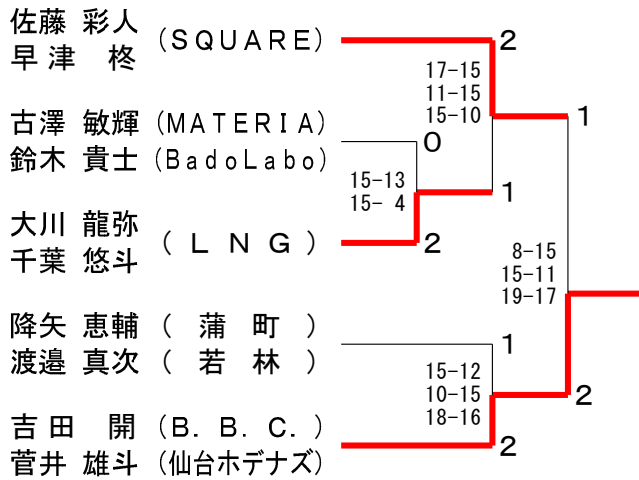 佐藤 彩人 (SQUARE) 2
早津 柊
17-15
11-15
15-10
1
古澤 敏輝 (MATERIA) 0
鈴木 貴士 (BadoLabo)
15-13
15- 4
1
大川 龍弥 (LNG) 2
千葉 悠斗
8-15
15-11
19-17
降矢 恵輔 (蒲町) 1
渡邉 真次 (若林)
15-12
10-15
18-16
2
吉田 開 (B.B.C.) 2
菅井 雄斗 (仙台ホデナズ)